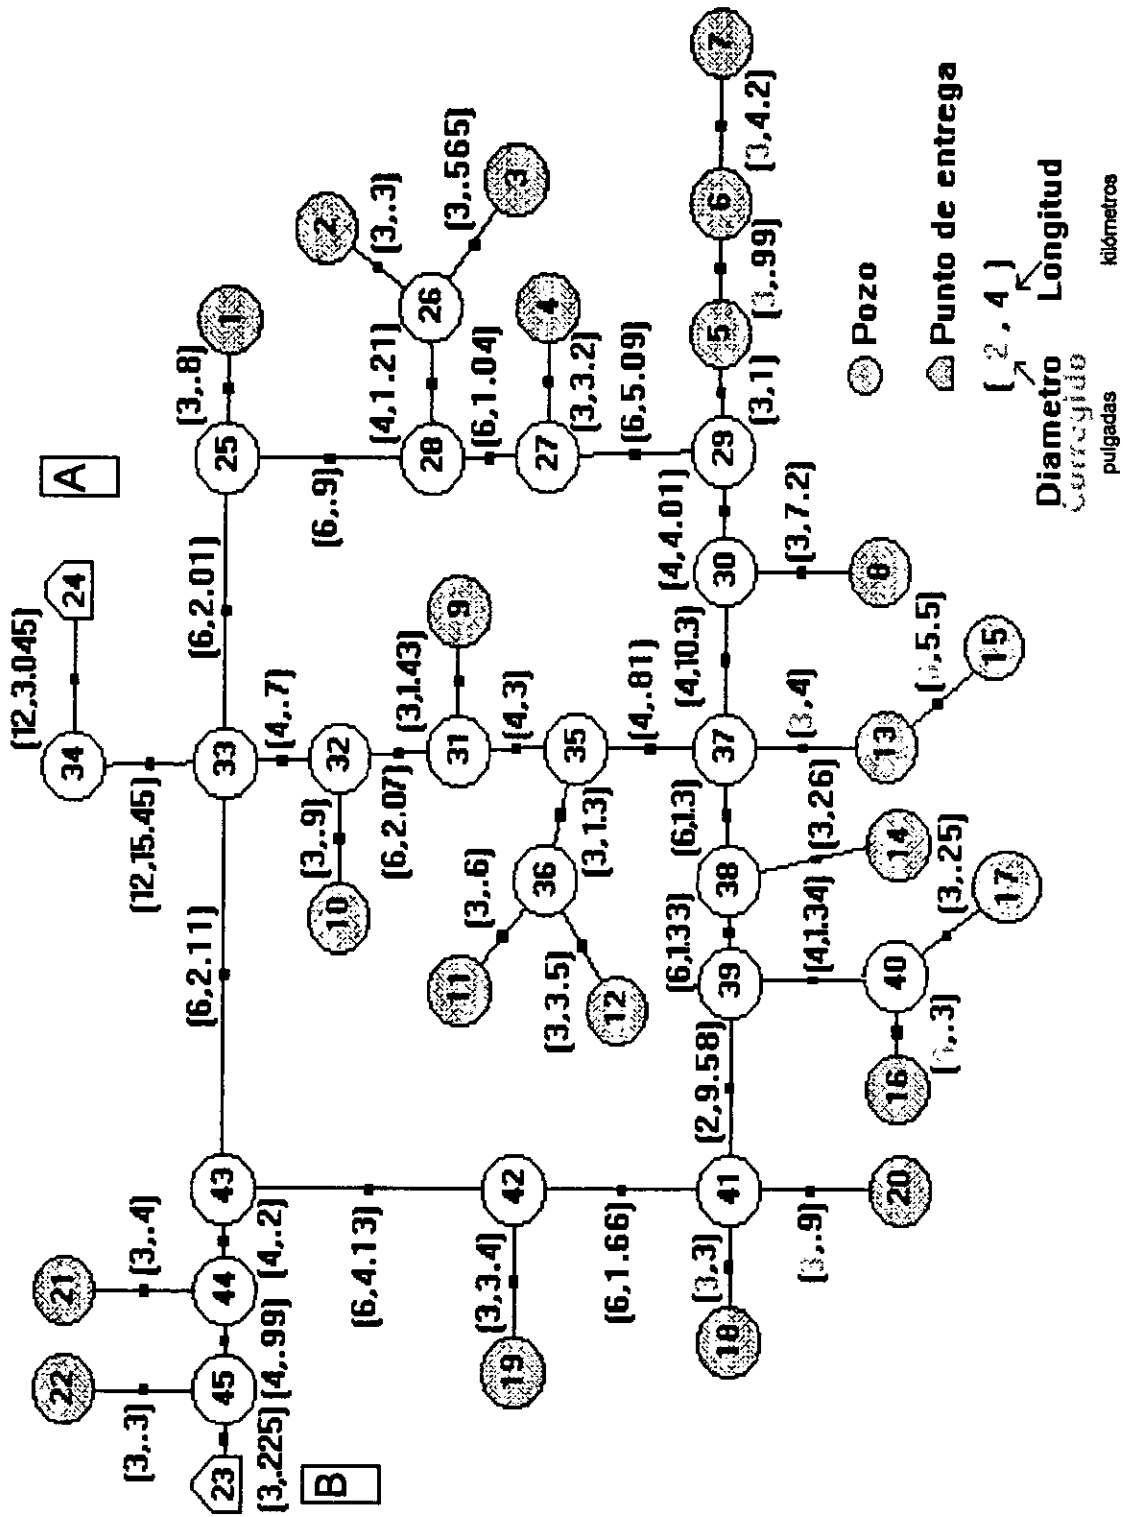 (12,3.045)
22 21 34 24 A
(3,.3) (3,.4) (12,15.45)
(6,2.11) (6,2.01) (3,.8)
23 45 44 43 33 25 1
(3,.225) (4,.99) (4,.2) (4,.7)
(3,.9) (6,.9)
B 10 32 2
(6,4.13) (6,2.07) (3,1.43) (4,1.21) (3,.3)
11 31 9 28 26
(3,.6) (3,.565)
(3,3.4) (4,3) (6,1.04)
19 42 36 35 27 4 3
(3,3.5) (3,1.3) (3,3.2)
12
(6,1.66) (4,.81) (6,5.09)
(3,3) (2,9.58) (6,1.33) (6,1.3) (4,10.3) (4,4.01)
18 41 39 38 37 30 29 5 6 7
(3,1) (3,.99) (3,4.2)
(3,.9) (4,1.34) (3,26) (3,4) (3,7.2)
20 16 40 14 13 8 Pozo
,.3) (3,.25) ,5.5)
17 15 Punto de entrega
( 2 , 4 )
Diametro Longitud
Corregido
pulgadas kilómetros